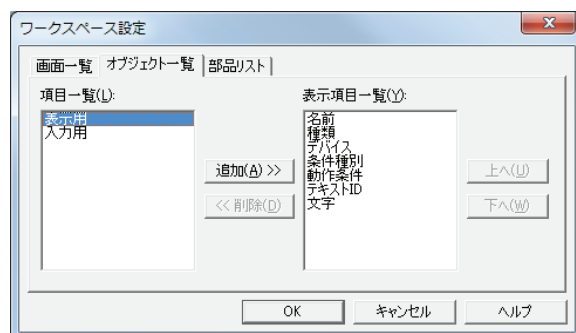 ワークスペース設定
画面一覧 オブジェクト一覧 部品リスト
項目一覧(L):
表示用
入力用
追加(A) >>
<< 削除(D)
表示項目一覧(Y):
名前
種類
デバイス
条件種別
動作条件
テキストID
文字
上へ(U)
下へ(W)
OK キャンセル ヘルプ